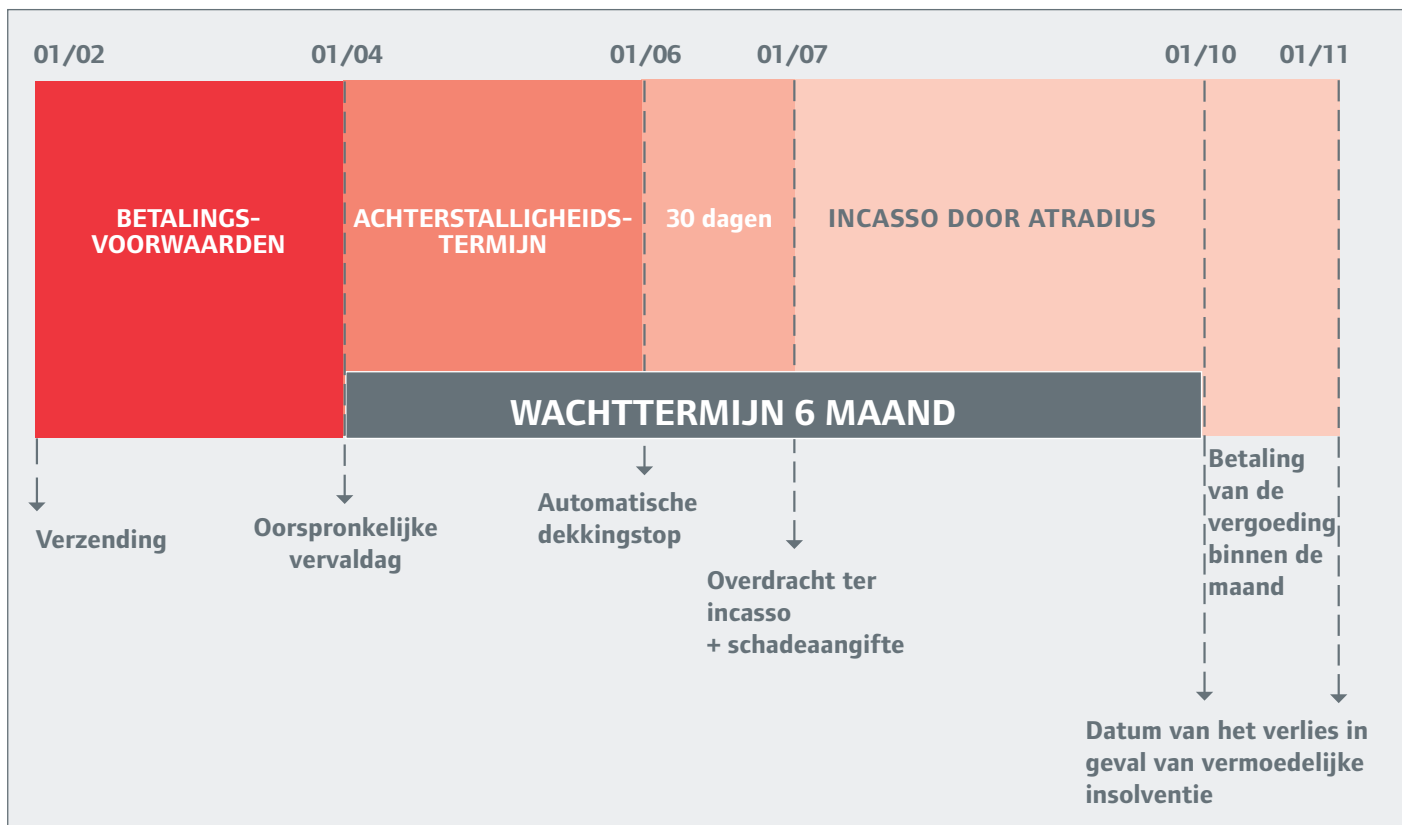 01/02 01/04 01/06 01/07 01/10 01/11
BETALINGS-
VOORWAARDEN
ACHTERSTALLIGHEIDS-
TERMIJN
30 dagen
INCASSO DOOR ATRADIUS
WACHTTERMIJN 6 MAAND
Verzending
Oorspronkelijke
vervaldag
Automatische
dekkingstop
Overdracht ter
incasso
+ schadeaangifte
Betaling
van de
vergoeding
binnen de
maand
Datum van het verlies in
geval van vermoedelijke
insolventie